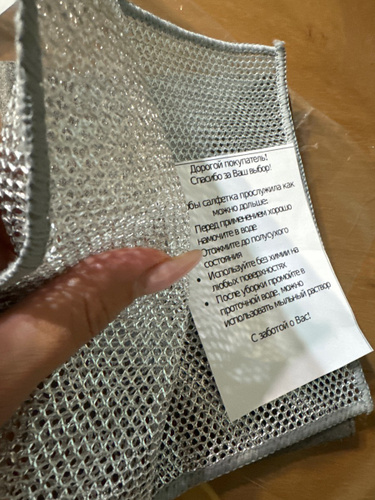 Дорогой покупатель!
Спасибо за Ваш выбор!
бы салфетка прослужила как
можно дольше:
Перед применением хорошо
намочите в воде
Отожмите до полусухого
состояния
• Используйте без химии на
любых поверхностях
• После уборки промойте в
проточной воде, можно
использовать мыльный раствор
С заботой о Вас!